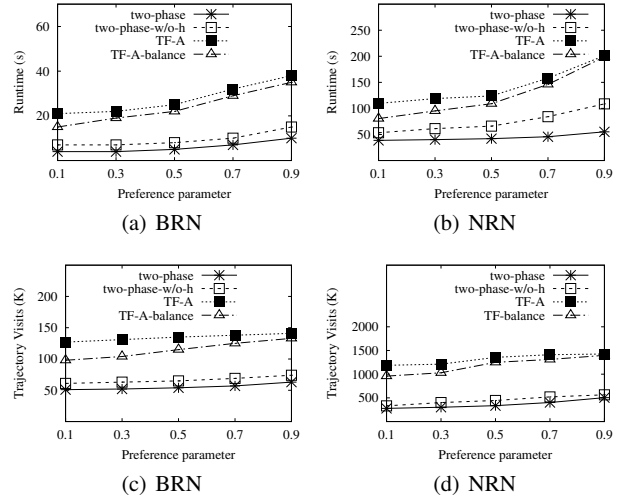 two-phase
two-phase-w/o-h
TF-A
TF-A-balance
Runtime (s)
60
40
20
0.1 0.3 0.5 0.7 0.9
Preference parameter
(a) BRN
two-phase
two-phase-w/o-h
TF-A
TF-A-balance
Runtime (s)
250
200
150
100
50
0.1 0.3 0.5 0.7 0.9
Preference parameter
(b) NRN
two-phase
two-phase-w/o-h
TF-A
TF-A-balance
Trajectory Visits (K)
200
150
100
50
0.1 0.3 0.5 0.7 0.9
Preference parameter
(c) BRN
two-phase
two-phase-w/o-h
TF-A
TF-A-balance
Trajectory Visits (K)
2000
1500
1000
500
0.1 0.3 0.5 0.7 0.9
Preference parameter
(d) NRN